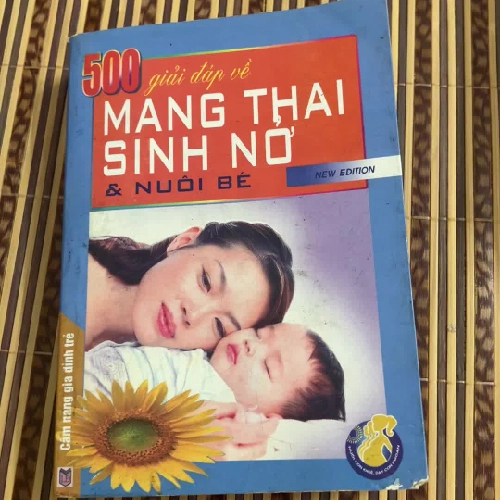 500 giải đáp về
MANG THAI
SINH NỞ
& NUÔI BÉ
NEW EDITION
Cẩm nang gia đình trẻ